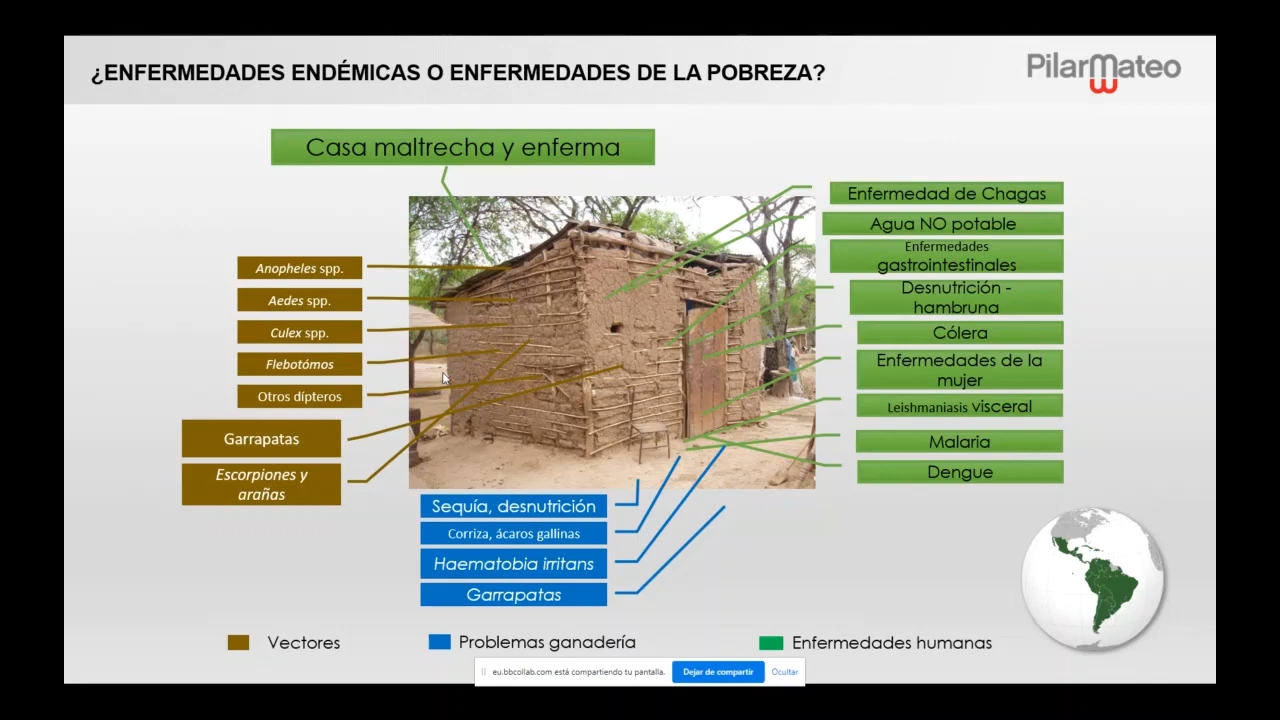 ¿ENFERMEDADES ENDÉMICAS O ENFERMEDADES DE LA POBREZA?
PilarMateo
Casa maltrecha y enferma
Anopheles spp.
Aedes spp.
Culex spp.
Flebotómos
Otros dípteros
Garrapatas
Escorpiones y
arañas
Enfermedad de Chagas
Agua NO potable
Enfermedades
gastrointestinales
Desnutrición -
hambruna
Cólera
Enfermedades de la
mujer
Leishmaniasis visceral
Malaria
Dengue
Sequía, desnutrición
Corriza, ácaros gallinas
Haematobia irritans
Garrapatas
Vectores
Problemas ganadería
Enfermedades humanas
eu.bbcollab.com está compartiendo tu pantalla.
Dejar de compartir
Ocultar